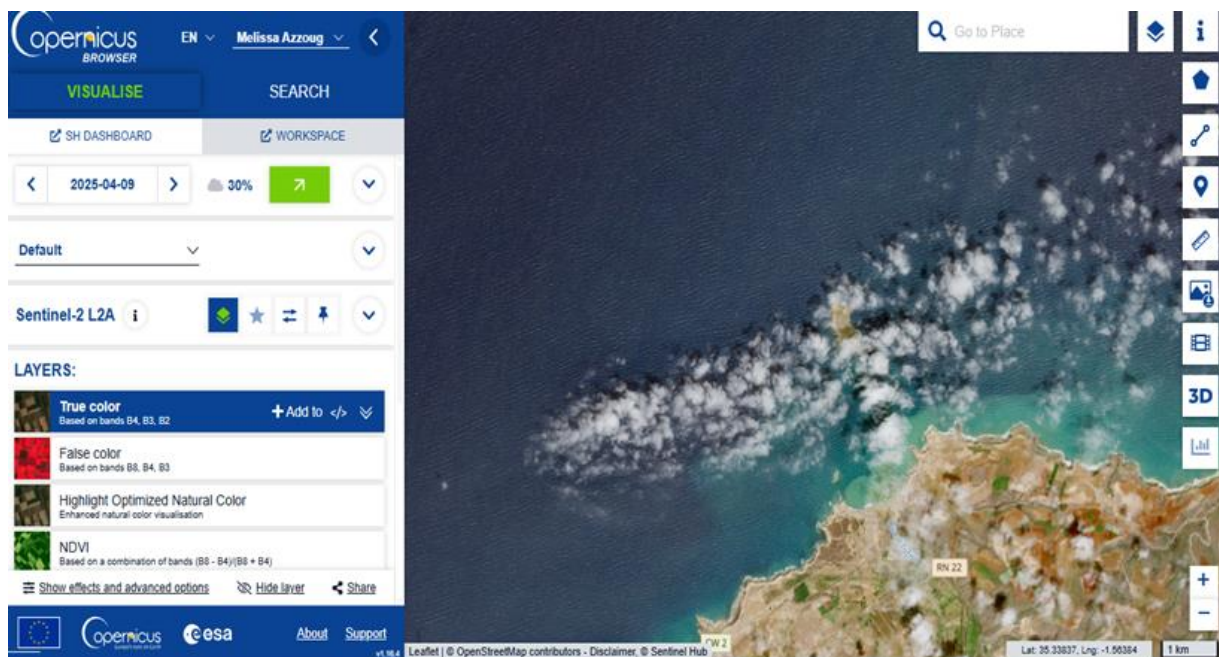 Copernicus
BROWSER
EN
Melissa Azzoug
VISUALISE
SEARCH
SH DASHBOARD
WORKSPACE
2025-04-09
30%
Default
Sentinel-2 L2A
LAYERS:
True color
Based on bands B4, B3, B2
+ Add to </>
False color
Based on bands B8, B4, B3
Highlight Optimized Natural Color
Enhanced natural color visualisation
NDVI
Based on a combination of bands (B8 - B4)/(B8 + B4)
Show effects and advanced options
Hide layer
Share
Copernicus
esa
About
Support
Go to Place
3D
+
−
RN 22
CW 2
Leaflet | © OpenStreetMap contributors - Disclaimer, © Sentinel Hub
Lat: 35.33837, Lng: -1.56384
1 km